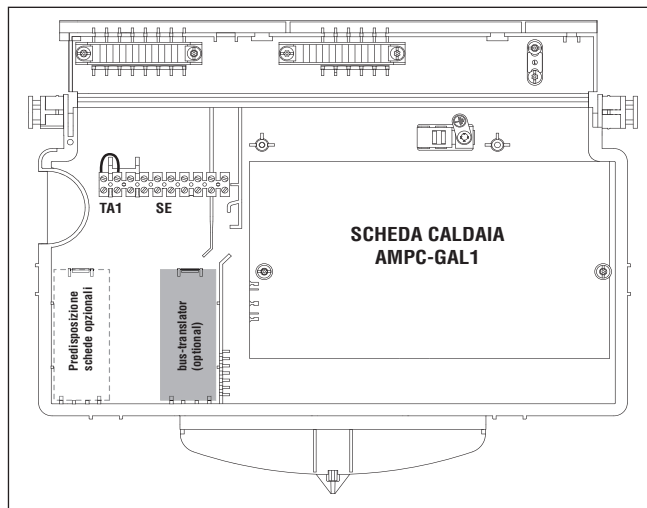 TA1 SE
SCHEDA CALDAIA
AMPC-GAL1
Predisposizione
schede opzionali
bus-translator
(optional)